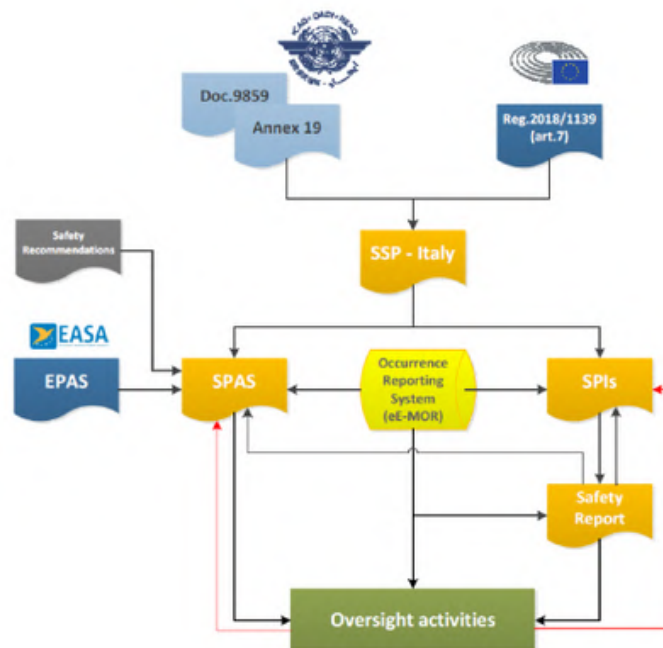 ICAO
Doc.9859
Annex 19
Reg.2018/1139
(art.7)
Safety
Recommendations
SSP - Italy
EASA
EPAS
SPAS
Occurrence
Reporting
System
(eE-MOR)
SPIs
Safety
Report
Oversight activities